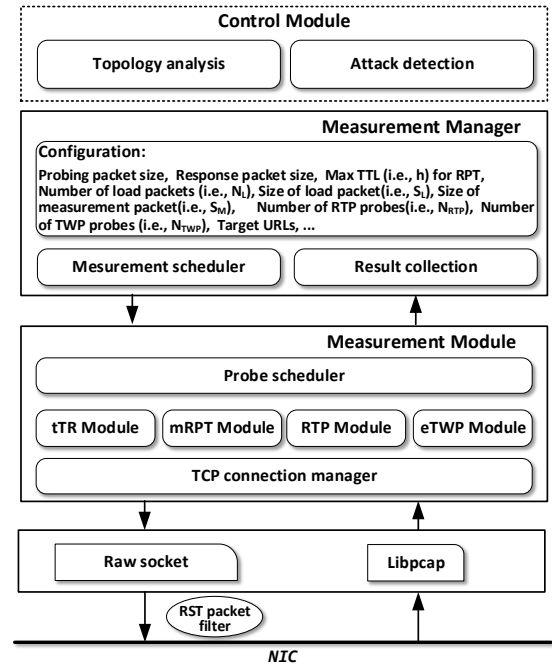 Control Module
Topology analysis
Attack detection
Measurement Manager
Configuration:
Probing packet size, Response packet size, Max TTL (i.e., h) for RPT,
Number of load packets (i.e., NL), Size of load packet(i.e., SL), Size of
measurement packet(i.e., SM), Number of RTP probes(i.e., NRTP), Number
of TWP probes (i.e., NTWP), Target URLs, ...
Mesurement scheduler
Result collection
Measurement Module
Probe scheduler
tTR Module
mRPT Module
RTP Module
eTWP Module
TCP connection manager
Raw socket
Libpcap
RST packet
filter
NIC